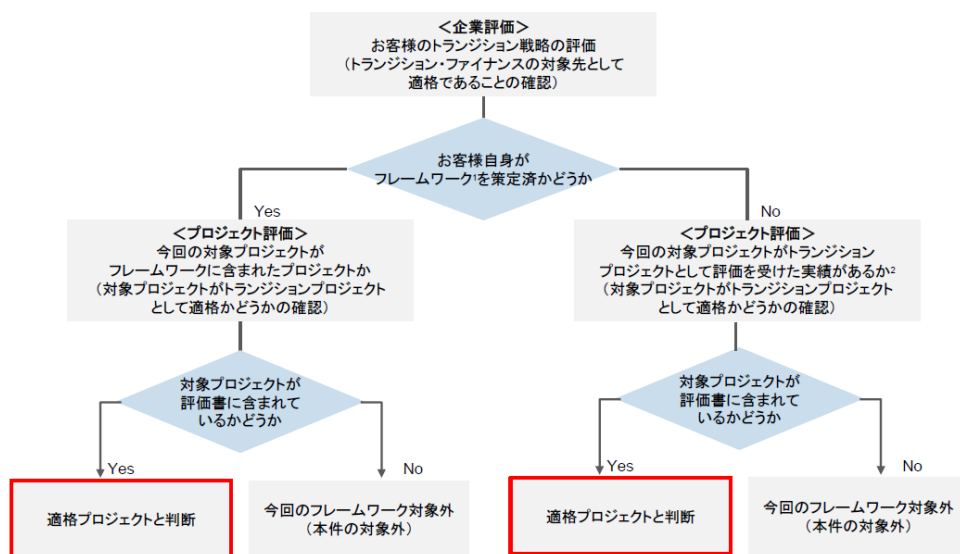 ＜企業評価＞
お客様のトランジション戦略の評価
（トランジション・ファイナンスの対象先として
適格であることの確認）
お客様自身が
フレームワーク¹を策定済かどうか
Yes
No
＜プロジェクト評価＞
今回の対象プロジェクトが
フレームワークに含まれたプロジェクトか
（対象プロジェクトがトランジションプロジェクト
として適格かどうかの確認）
＜プロジェクト評価＞
今回の対象プロジェクトがトランジション
プロジェクトとして評価を受けた実績があるか²
（対象プロジェクトがトランジションプロジェクト
として適格かどうかの確認）
対象プロジェクトが
評価書に含まれて
いるかどうか
対象プロジェクトが
評価書に含まれて
いるかどうか
Yes
No
Yes
No
適格プロジェクトと判断
今回のフレームワーク対象外
（本件の対象外）
適格プロジェクトと判断
今回のフレームワーク対象外
（本件の対象外）